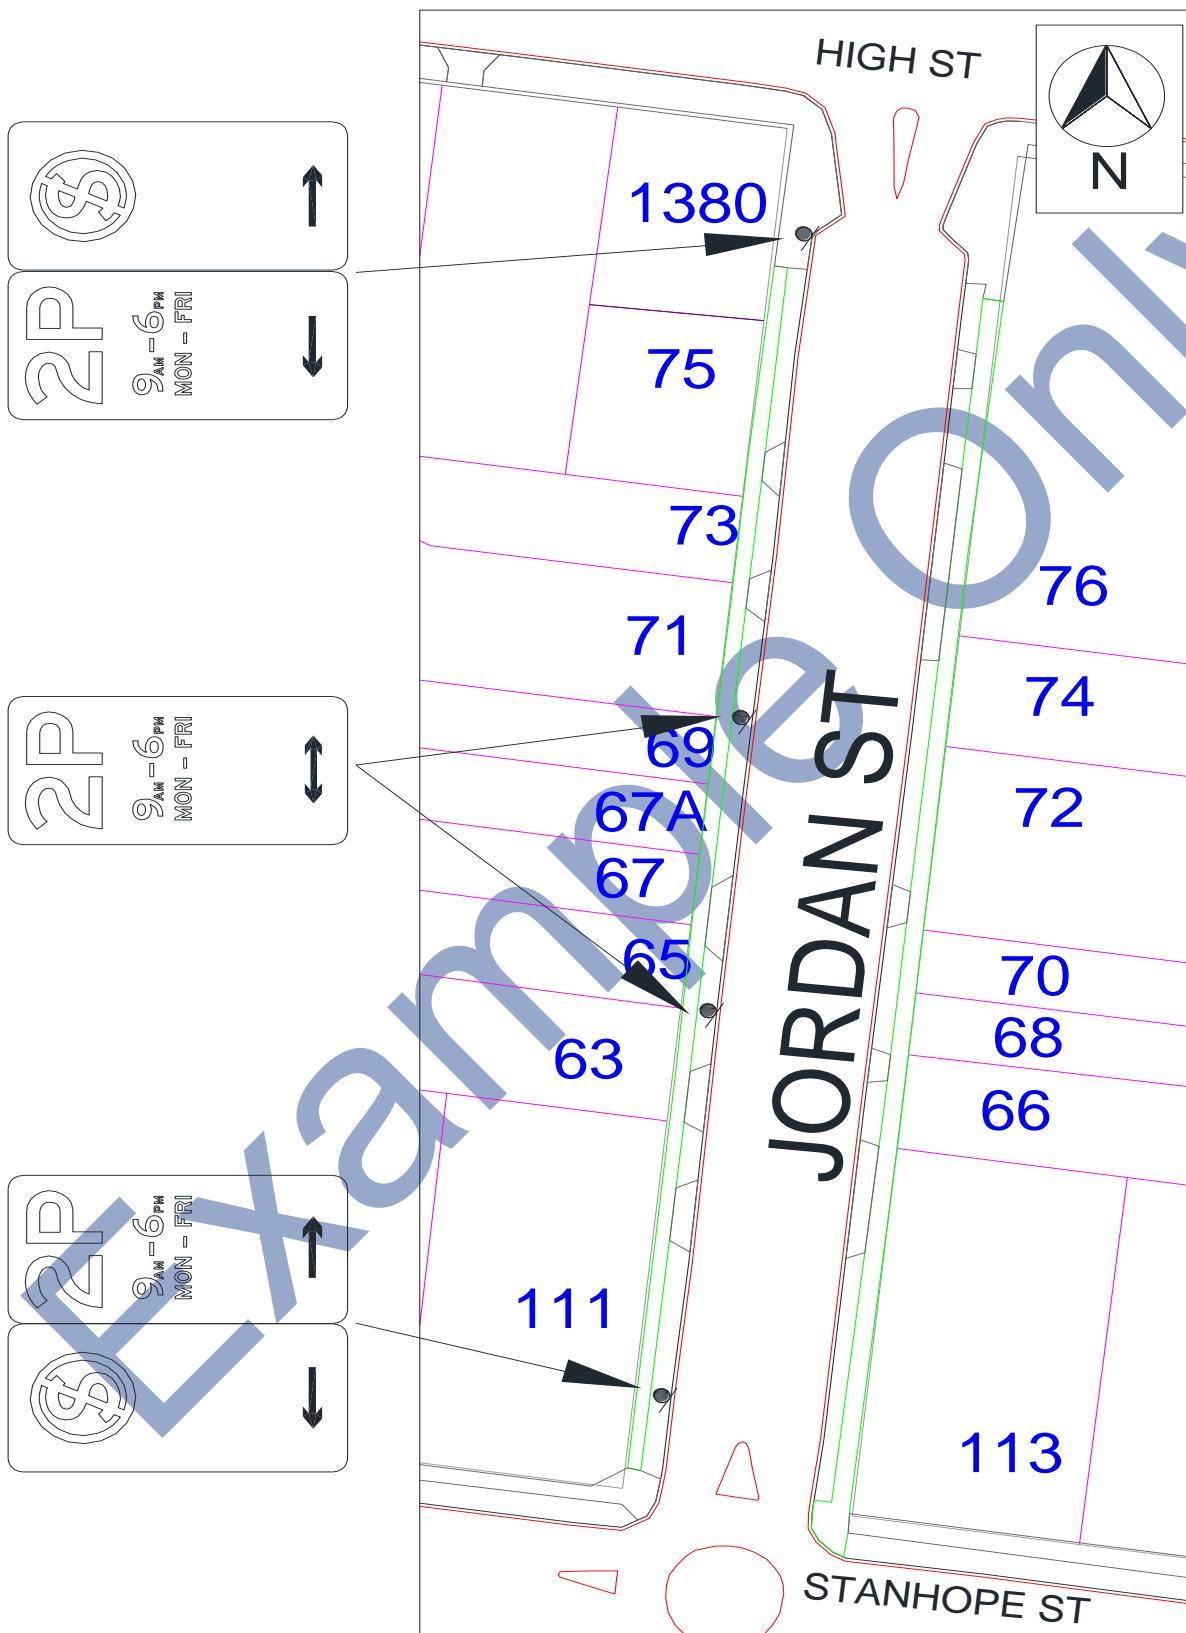 HIGH ST
N
1380
75
73
71
69
67A
67
65
63
111
76
74
72
70
68
66
113
JORDAN ST
STANHOPE ST
S
2P
9AM-6PM
MON - FRI
2P
9AM-6PM
MON - FRI
2P
9AM-6PM
MON - FRI
S
Example Only